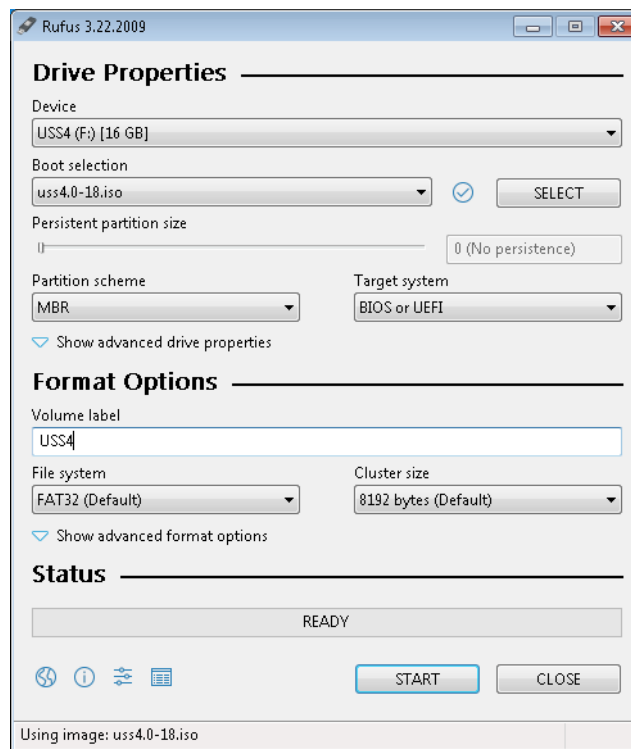 Rufus 3.22.2009
Drive Properties
Device
USS4 (F:) [16 GB]
Boot selection
uss4.0-18.iso
SELECT
Persistent partition size
0 (No persistence)
Partition scheme
Target system
MBR
BIOS or UEFI
Show advanced drive properties
Format Options
Volume label
USS4
File system
Cluster size
FAT32 (Default)
8192 bytes (Default)
Show advanced format options
Status
READY
START
CLOSE
Using image: uss4.0-18.iso